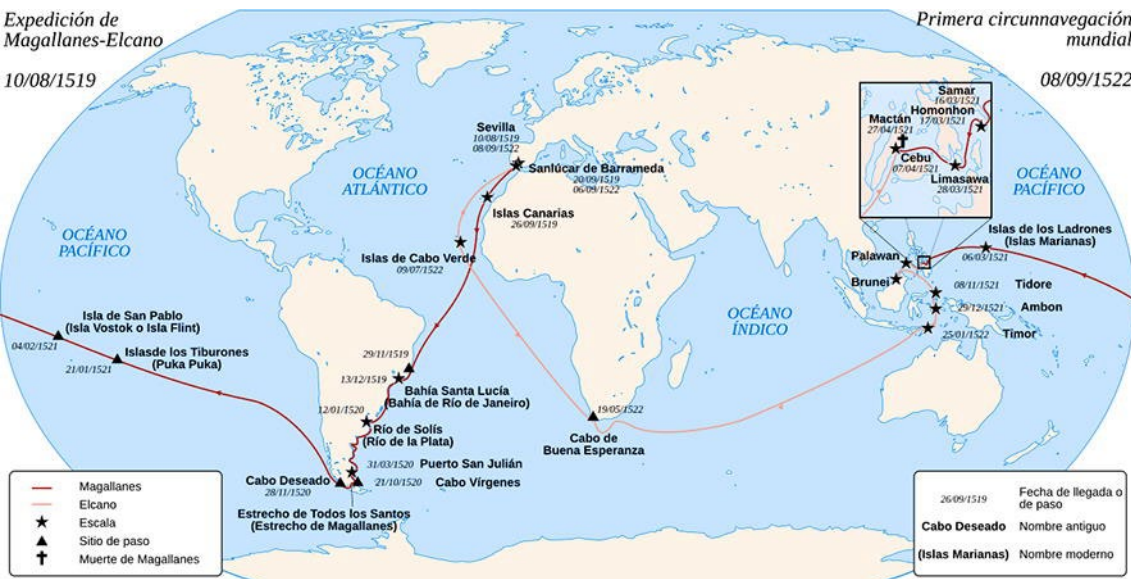 Expedición de
Magallanes-Elcano
10/08/1519
Primera circunnavegación
mundial
08/09/1522
Samar
16/03/1521
Homonhon
17/03/1521
Mactán
27/04/1521
Cebu
07/04/1521
Limasawa
28/03/1521
Sevilla
10/08/1519
08/09/1522
Sanlúcar de Barrameda
20/09/1519
06/09/1522
OCÉANO
ATLÁNTICO
OCÉANO
PACÍFICO
Islas Canarias
26/09/1519
OCÉANO
PACÍFICO
Islas de los Ladrones
(Islas Marianas)
06/03/1521
Islas de Cabo Verde
09/07/1522
Palawan
Brunei
08/11/1521 Tidore
29/12/1521 Ambon
25/01/1522 Timor
OCÉANO
ÍNDICO
Isla de San Pablo
(Isla Vostok o Isla Flint)
04/02/1521
Islasde los Tiburones
(Puka Puka)
21/01/1521
29/11/1519
13/12/1519
Bahía Santa Lucía
(Bahía de Río de Janeiro)
12/01/1520
Río de Solís
(Río de la Plata)
19/05/1522
Cabo de
Buena Esperanza
31/03/1520 Puerto San Julián
Cabo Deseado
28/11/1520
21/10/1520 Cabo Vírgenes
Estrecho de Todos los Santos
(Estrecho de Magallanes)
Magallanes
Elcano
Escala
Sitio de paso
Muerte de Magallanes
26/09/1519 Fecha de llegada o
de paso
Cabo Deseado Nombre antiguo
(Islas Marianas) Nombre moderno